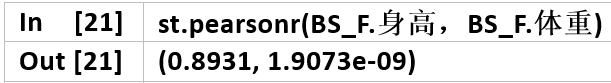 In [21] st.pearsonr(BS_F.身高，BS_F.体重)
Out [21] (0.8931, 1.9073e-09)